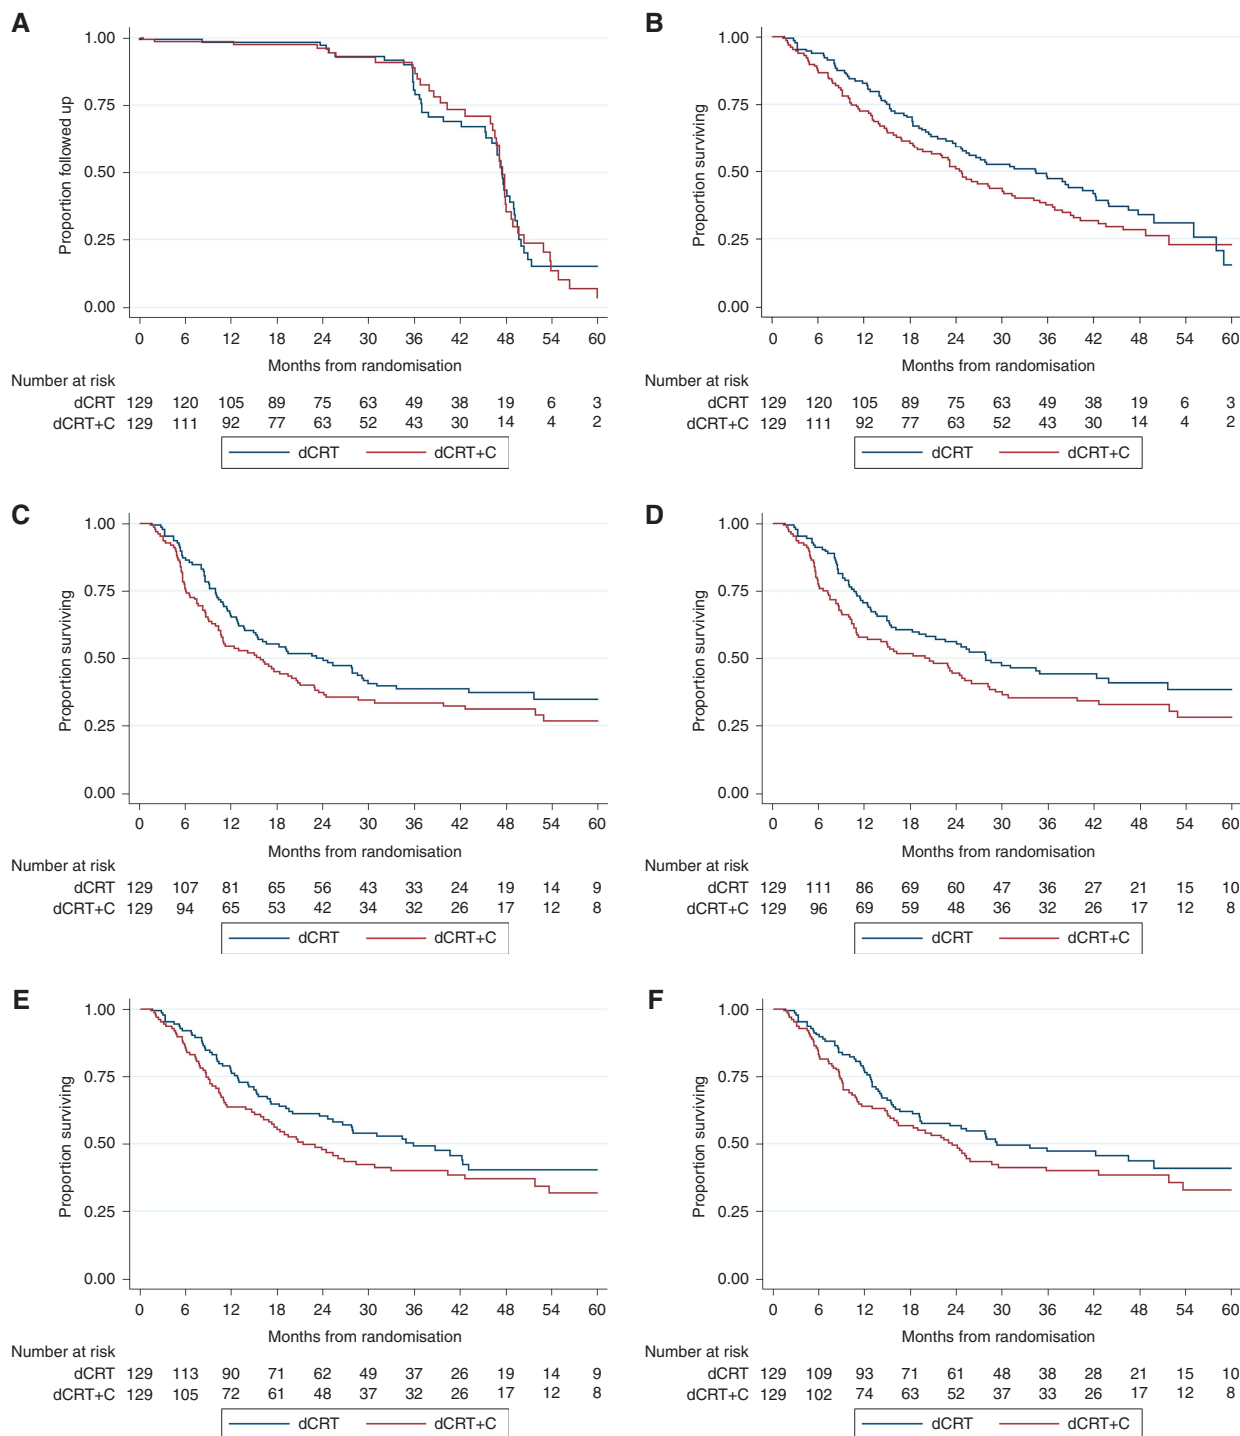 A
Proportion followed up
1.00
0.75
0.50
0.25
0.00
0 6 12 18 24 30 36 42 48 54 60
Months from randomisation
Number at risk
dCRT 129 120 105 89 75 63 49 38 19 6 3
dCRT+C 129 111 92 77 63 52 43 30 14 4 2
dCRT dCRT+C
B
Proportion surviving
1.00
0.75
0.50
0.25
0.00
0 6 12 18 24 30 36 42 48 54 60
Months from randomisation
Number at risk
dCRT 129 120 105 89 75 63 49 38 19 6 3
dCRT+C 129 111 92 77 63 52 43 30 14 4 2
dCRT dCRT+C
C
Proportion surviving
1.00
0.75
0.50
0.25
0.00
0 6 12 18 24 30 36 42 48 54 60
Months from randomisation
Number at risk
dCRT 129 107 81 65 56 43 33 24 19 14 9
dCRT+C 129 94 65 53 42 34 32 26 17 12 8
dCRT dCRT+C
D
Proportion surviving
1.00
0.75
0.50
0.25
0.00
0 6 12 18 24 30 36 42 48 54 60
Months from randomisation
Number at risk
dCRT 129 111 86 69 60 47 36 27 21 15 10
dCRT+C 129 96 69 59 48 36 32 26 17 12 8
dCRT dCRT+C
E
Proportion surviving
1.00
0.75
0.50
0.25
0.00
0 6 12 18 24 30 36 42 48 54 60
Months from randomisation
Number at risk
dCRT 129 113 90 71 62 49 37 26 19 14 9
dCRT+C 129 105 72 61 48 37 32 26 17 12 8
dCRT dCRT+C
F
Proportion surviving
1.00
0.75
0.50
0.25
0.00
0 6 12 18 24 30 36 42 48 54 60
Months from randomisation
Number at risk
dCRT 129 109 93 71 61 48 38 28 21 15 10
dCRT+C 129 102 74 63 52 37 33 26 17 12 8
dCRT dCRT+C